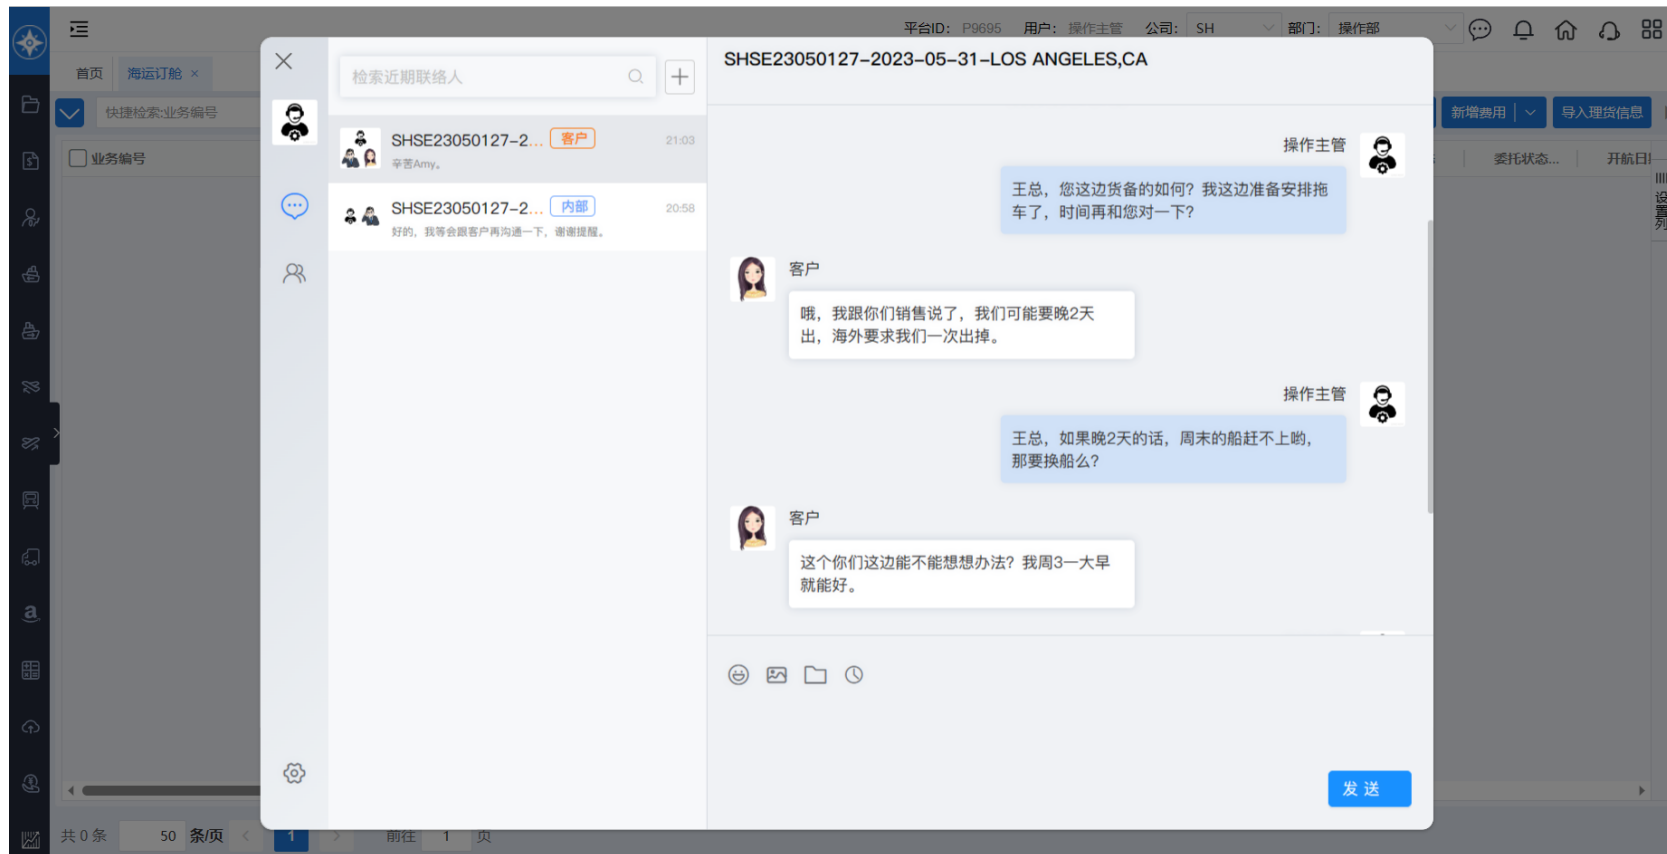 平台ID: P9695 用户: 操作主管 公司: SH 部门: 操作部
首页 海运订舱 ×
快捷检索:业务编号
新增费用 导入理货信息
业务编号 委托状态... 开航日
设置列
检索近期联络人
SHSE23050127-2... 客户 21:03
辛苦Amy。
SHSE23050127-2... 内部 20:58
好的，我等会跟客户再沟通一下，谢谢提醒。
SHSE23050127-2023-05-31-LOS ANGELES,CA
操作主管
王总，您这边货备的如何？我这边准备安排拖
车了，时间再和您对一下？
客户
哦，我跟你们销售说了，我们可能要晚2天
出，海外要求我们一次出掉。
操作主管
王总，如果晚2天的话，周末的船赶不上哟，
那要换船么？
客户
这个你们这边能不能想想办法？我周3一大早
就能好。
发 送
a
共 0 条 50 条/页 1 前往 1 页